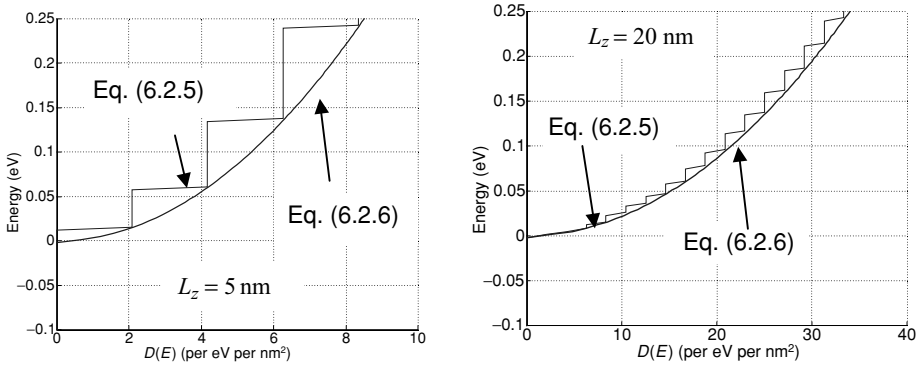 0.25
0.2
0.15
0.1
0.05
0
−0.05
−0.1
Energy (eV)
Eq. (6.2.5)
Eq. (6.2.6)
L_z = 5 nm
0 2 4 6 8 10
D(E) (per eV per nm²)
0.25
0.2
0.15
0.1
0.05
0
−0.05
−0.1
Energy (eV)
L_z = 20 nm
Eq. (6.2.5)
Eq. (6.2.6)
0 10 20 30 40
D(E) (per eV per nm²)